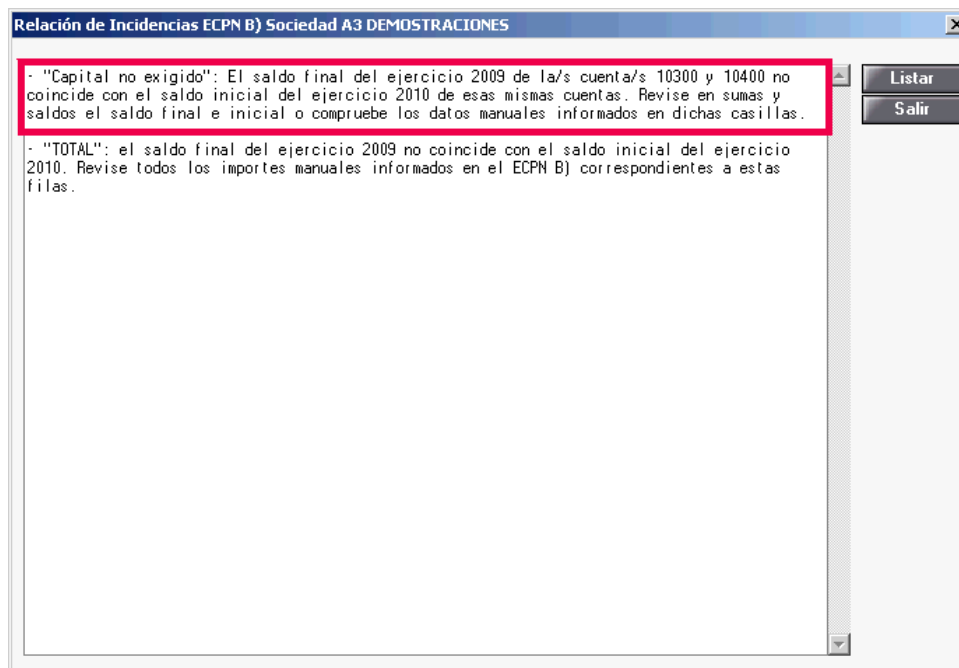 Relación de Incidencias ECPN B) Sociedad A3 DEMOSTRACIONES
- "Capital no exigido": El saldo final del ejercicio 2009 de la/s cuenta/s 10300 y 10400 no
coincide con el saldo inicial del ejercicio 2010 de esas mismas cuentas. Revise en sumas y
saldos el saldo final e inicial o compruebe los datos manuales informados en dichas casillas.
- "TOTAL": el saldo final del ejercicio 2009 no coincide con el saldo inicial del ejercicio
2010. Revise todos los importes manuales informados en el ECPN B) correspondientes a estas
filas.
Listar
Salir